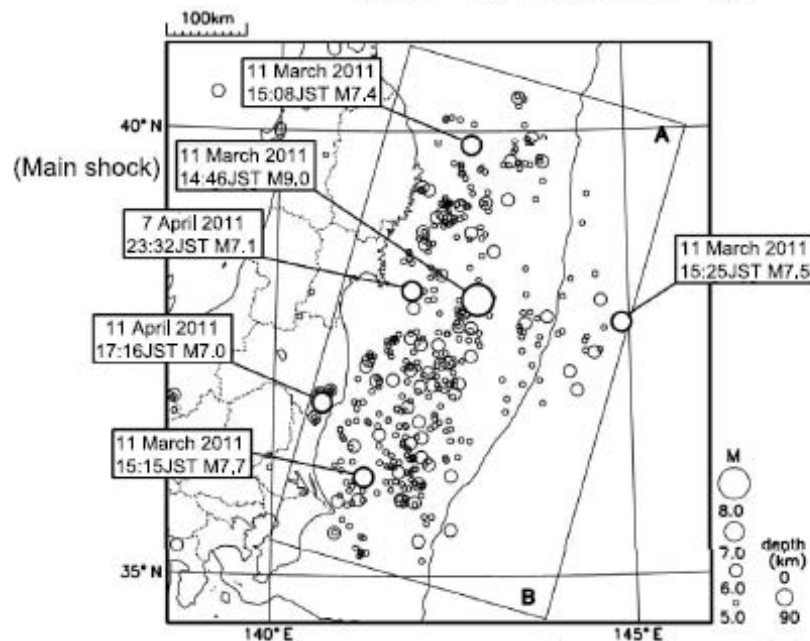 100km
11 March 2011
15:08JST M7.4
40° N
A
(Main shock)
11 March 2011
14:46JST M9.0
7 April 2011
23:32JST M7.1
11 March 2011
15:25JST M7.5
11 April 2011
17:16JST M7.0
11 March 2011
15:15JST M7.7
M
8.0
7.0
6.0
5.0
depth
(km)
0
90
35° N
B
140° E
145° E